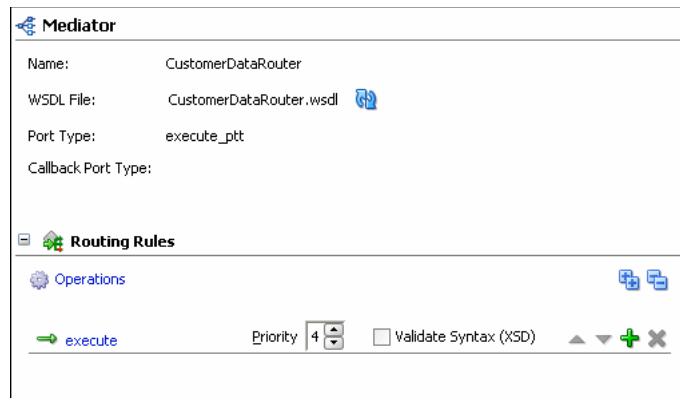 Mediator
Name: CustomerDataRouter
WSDL File: CustomerDataRouter.wsdl
Port Type: execute_ptt
Callback Port Type:
Routing Rules
Operations
execute Priority 4 Validate Syntax (XSD)